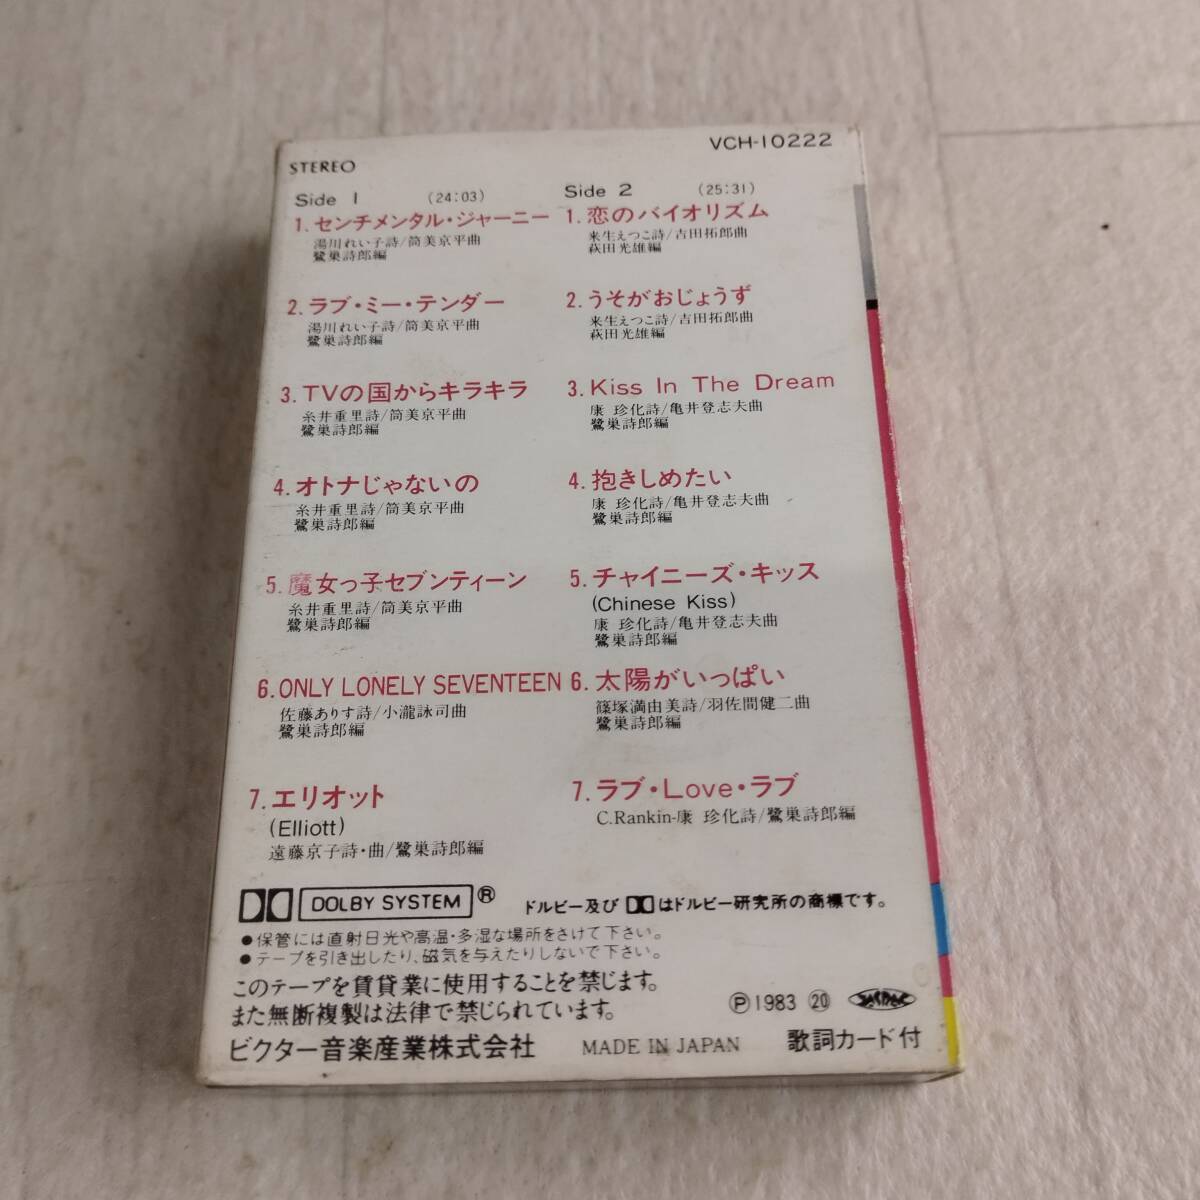 VCH-10222
STEREO
Side 1 (24:03)
1. センチメンタル・ジャーニー
湯川れい子詩/筒美京平曲
鷺巣詩郎編
2. ラブ・ミー・テンダー
湯川れい子詩/筒美京平曲
鷺巣詩郎編
3. TVの国からキラキラ
糸井重里詩/筒美京平曲
鷺巣詩郎編
4. オトナじゃないの
糸井重里詩/筒美京平曲
鷺巣詩郎編
5. 魔女っ子セブンティーン
糸井重里詩/筒美京平曲
鷺巣詩郎編
6. ONLY LONELY SEVENTEEN
佐藤ありす詩/小瀧詠司曲
鷺巣詩郎編
7. エリオット
(Elliott)
遠藤京子詩・曲/鷺巣詩郎編
Side 2 (25:31)
1. 恋のバイオリズム
来生えつこ詩/吉田拓郎曲
萩田光雄編
2. うそがおじょうず
来生えつこ詩/吉田拓郎曲
萩田光雄編
3. Kiss In The Dream
康 珍化詩/亀井登志夫曲
鷺巣詩郎編
4. 抱きしめたい
康 珍化詩/亀井登志夫曲
鷺巣詩郎編
5. チャイニーズ・キッス
(Chinese Kiss)
康 珍化詩/亀井登志夫曲
鷺巣詩郎編
6. 太陽がいっぱい
篠塚満由美詩/羽佐間健二曲
鷺巣詩郎編
7. ラブ・Love・ラブ
C.Rankin-康 珍化詩/鷺巣詩郎編
DOLBY SYSTEM ® ドルビー及び はドルビー研究所の商標です。
●保管には直射日光や高温・多湿な場所をさけて下さい。
●テープを引き出したり、磁気を与えたりしないで下さい。
このテープを賃貸業に使用することを禁じます。
また無断複製は法律で禁じられています。
Ⓟ1983 ⑳ JASRAC
ビクター音楽産業株式会社 MADE IN JAPAN 歌詞カード付